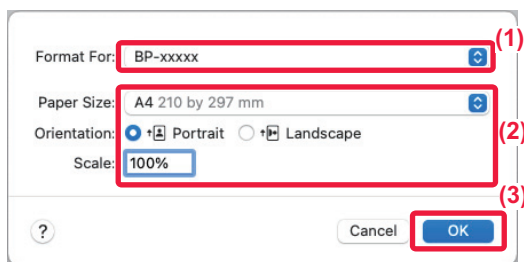 (1)
Format For: BP-xxxxx
Paper Size: A4 210 by 297 mm
Orientation: Portrait Landscape
(2)
Scale: 100%
(3)
? Cancel OK